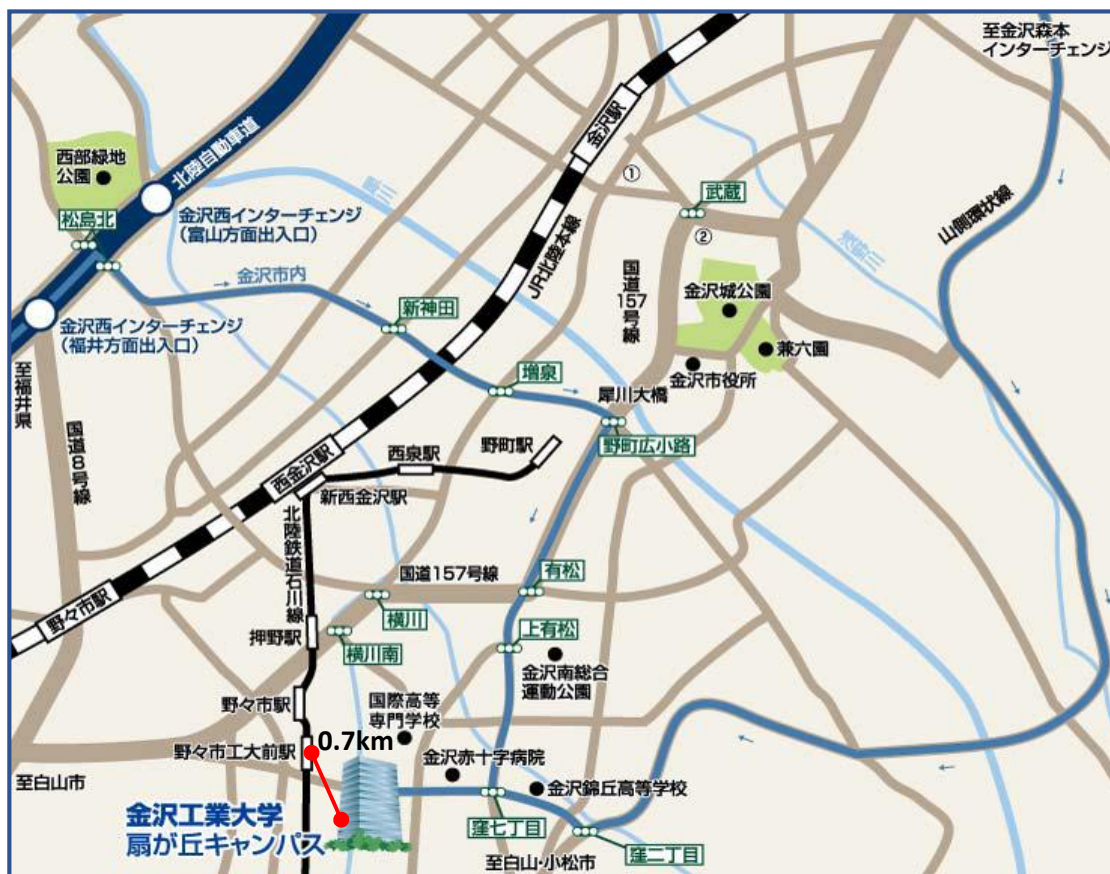 至金沢森本
インターチェンジ
北陸自動車道
西部緑地
公園
金沢駅
①
武蔵
②
山側環状線
松島北
金沢西インターチェンジ
(富山方面出入口)
JR北陸本線
国道157号線
金沢市内
金沢城公園
新神田
兼六園
金沢西インターチェンジ
(福井方面出入口)
金沢市役所
至福井県
増泉
犀川大橋
国道8号線
野町広小路
西金沢駅
西泉駅
野町駅
新西金沢駅
北陸鉄道石川線
国道157号線
有松
野々市駅
横川
押野駅
横川南
上有松
金沢南総合
運動公園
野々市駅
国際高等
専門学校
0.7km
野々市工大前駅
金沢赤十字病院
至白山市
金沢錦丘高等学校
金沢工業大学
扇が丘キャンパス
窪七丁目
窪二丁目
至白山・小松市